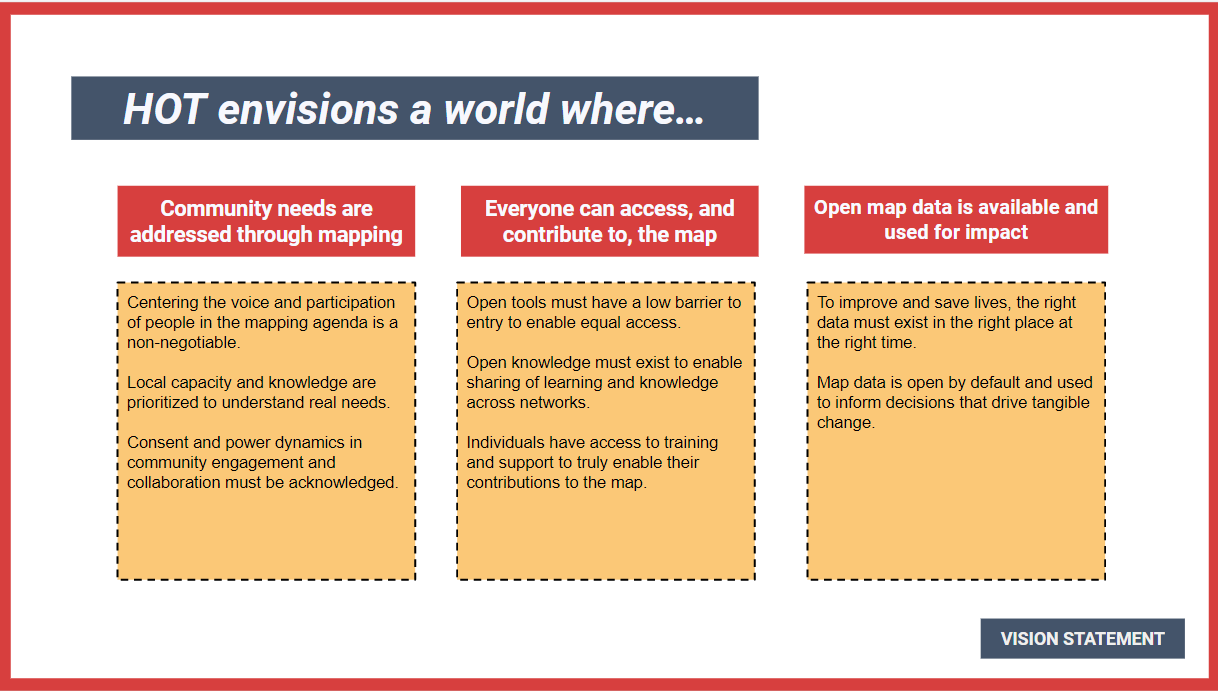 HOT envisions a world where…
Community needs are
addressed through mapping
Centering the voice and participation
of people in the mapping agenda is a
non-negotiable.
Local capacity and knowledge are
prioritized to understand real needs.
Consent and power dynamics in
community engagement and
collaboration must be acknowledged.
Everyone can access, and
contribute to, the map
Open tools must have a low barrier to
entry to enable equal access.
Open knowledge must exist to enable
sharing of learning and knowledge
across networks.
Individuals have access to training
and support to truly enable their
contributions to the map.
Open map data is available and
used for impact
To improve and save lives, the right
data must exist in the right place at
the right time.
Map data is open by default and used
to inform decisions that drive tangible
change.
VISION STATEMENT